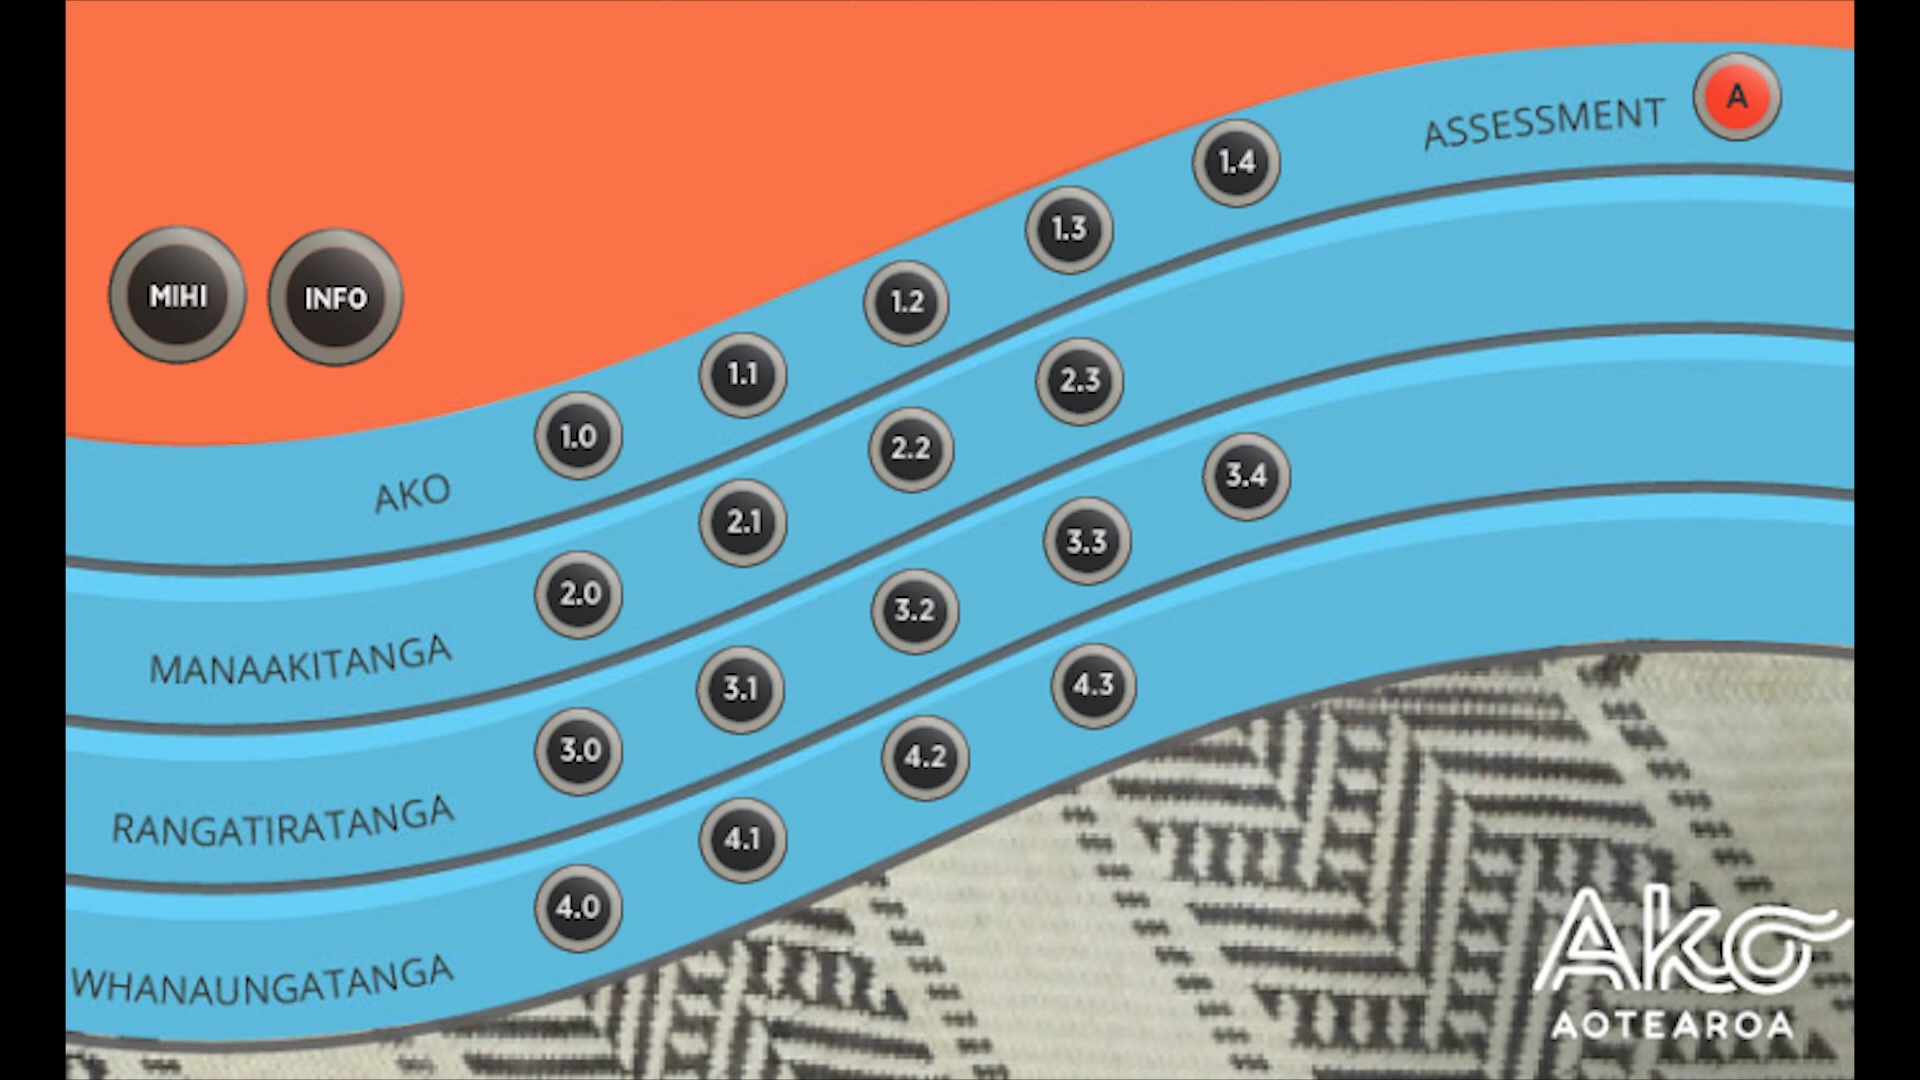 ASSESSMENT A
MIHI INFO
AKO 1.0 1.1 1.2 1.3 1.4
MANAAKITANGA 2.0 2.1 2.2 2.3
RANGATIRATANGA 3.0 3.1 3.2 3.3 3.4
WHANAUNGATANGA 4.0 4.1 4.2 4.3
Ako
AOTEAROA